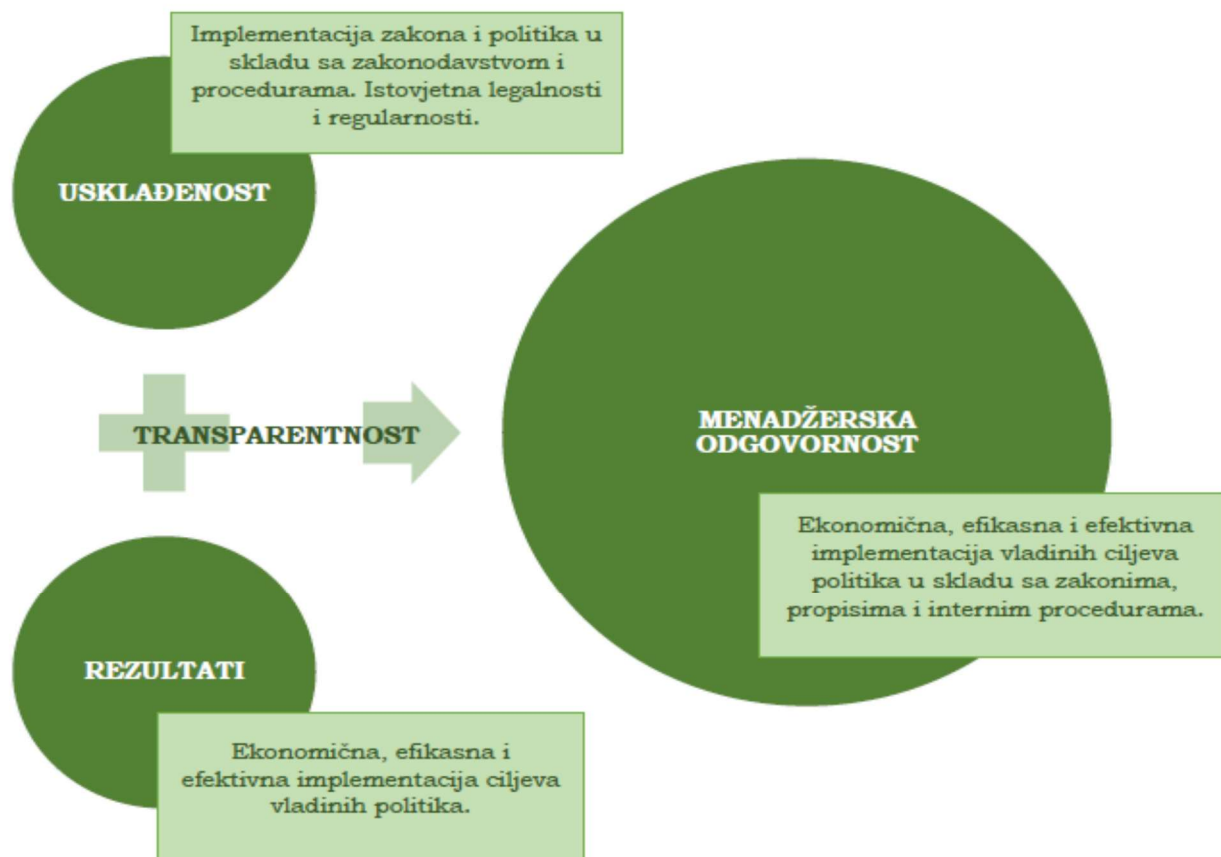 Implementacija zakona i politika u
skladu sa zakonodavstvom i
procedurama. Istovjetna legalnosti
i regularnosti.
USKLAĐENOST
TRANSPARENTNOST
MENADŽERSKA
ODGOVORNOST
Ekonomična, efikasna i efektivna
implementacija vladinih ciljeva
politika u skladu sa zakonima,
propisima i internim procedurama.
REZULTATI
Ekonomična, efikasna i
efektivna implementacija ciljeva
vladinih politika.